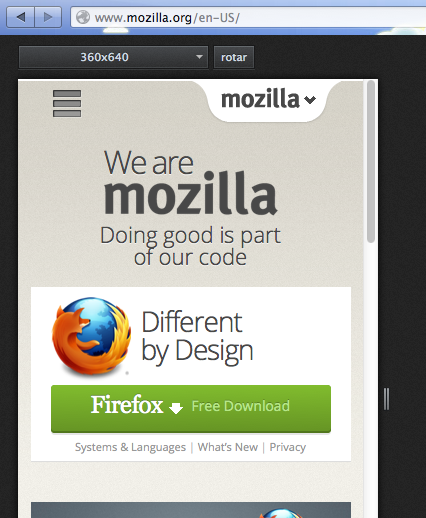 www.mozilla.org/en-US/
360x640 rotar
mozilla
We are
mozilla
Doing good is part
of our code
Different
by Design
Firefox Free Download
Systems & Languages | What's New | Privacy